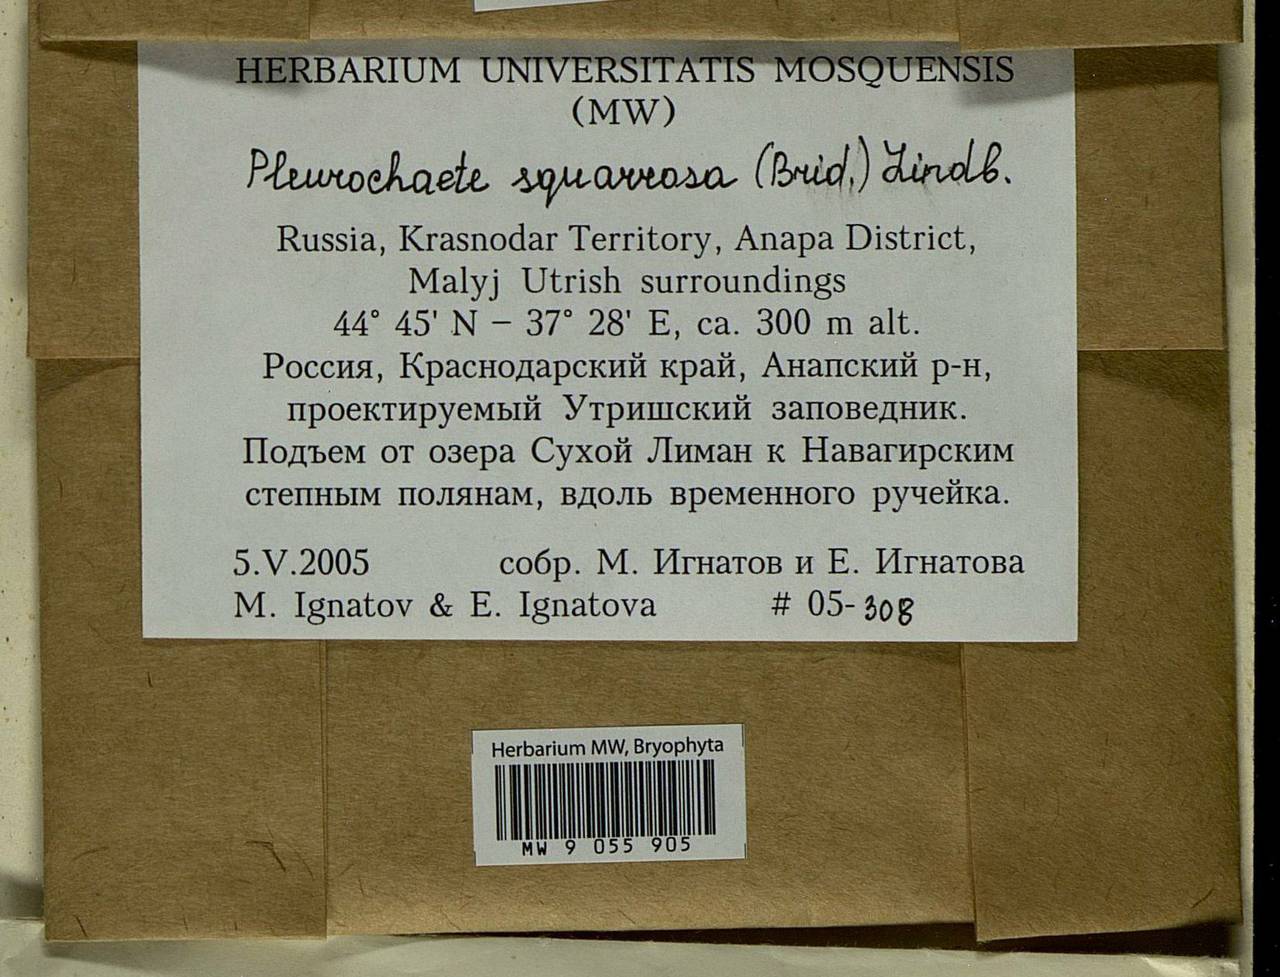 HERBARIUM UNIVERSITATIS MOSQUENSIS
(MW)
Pleurochaete squarrosa (Brid.) Lindb.
Russia, Krasnodar Territory, Anapa District,
Malyj Utrish surroundings
44° 45' N – 37° 28' E, ca. 300 m alt.
Россия, Краснодарский край, Анапский р-н,
проектируемый Утришский заповедник.
Подъем от озера Сухой Лиман к Навагирским
степным полянам, вдоль временного ручейка.
5.V.2005 собр. М. Игнатов и Е. Игнатова
M. Ignatov & E. Ignatova # 05-308
Herbarium MW, Bryophyta
MW 9 055 905